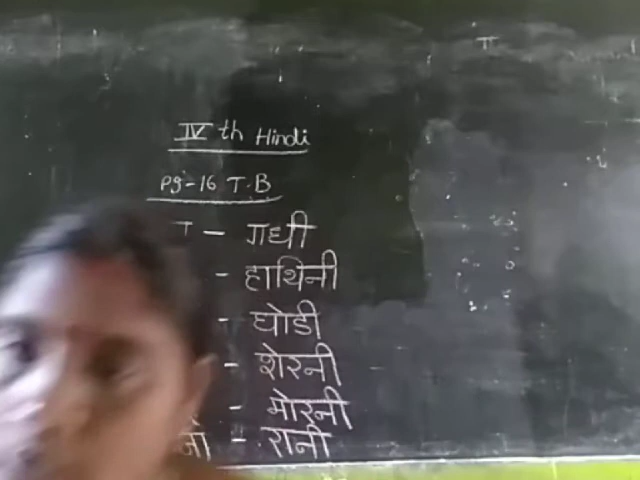 IV th Hindi
Pg-16 T.B
- गधी
- हाथिनी
- घोडी
- शेरनी
- मोरनी
- रानी